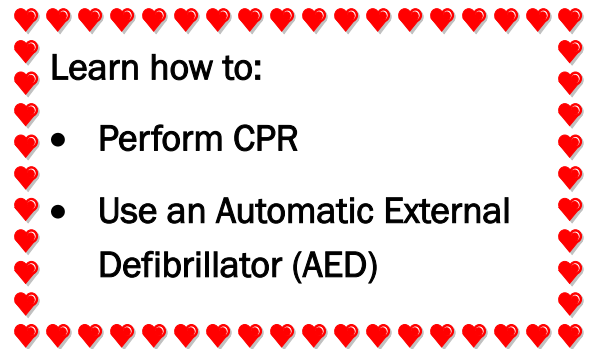 Learn how to:
• Perform CPR
• Use an Automatic External
Defibrillator (AED)